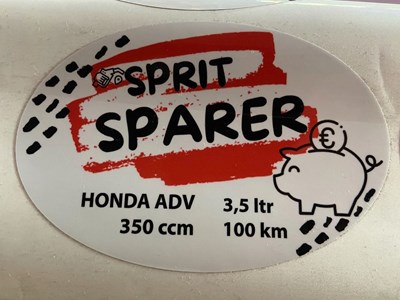 SPRIT
SPARER
€
HONDA ADV 3,5 ltr
350 ccm 100 km